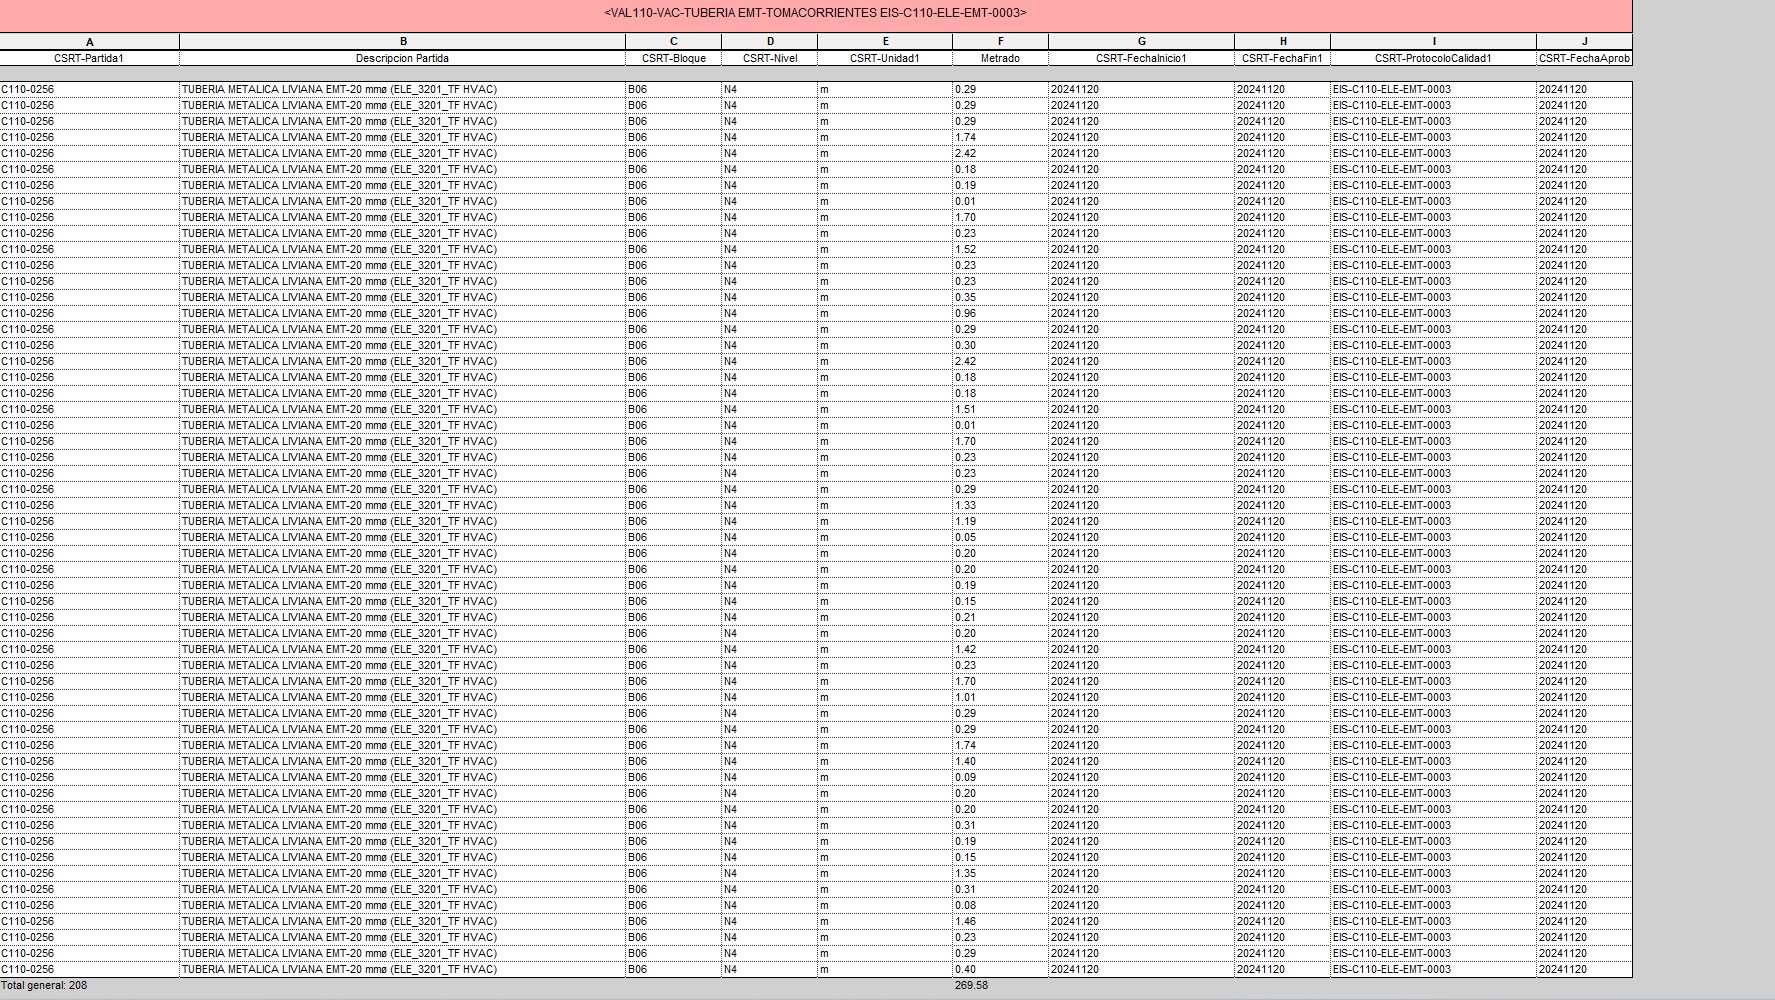 <VAL110-VAC-TUBERIA EMT-TOMACORRIENTES EIS-C110-ELE-EMT-0003>
A B C D E F G H I J
CSRT-Partida1 Descripcion Partida CSRT-Bloque CSRT-Nivel CSRT-Unidad1 Metrado CSRT-FechaInicio1 CSRT-FechaFin1 CSRT-ProtocoloCalidad1 CSRT-FechaAprob
C110-0256 TUBERIA METALICA LIVIANA EMT-20 mmø (ELE_3201_TF HVAC) B06 N4 m 0.29 20241120 20241120 EIS-C110-ELE-EMT-0003 20241120
C110-0256 TUBERIA METALICA LIVIANA EMT-20 mmø (ELE_3201_TF HVAC) B06 N4 m 0.29 20241120 20241120 EIS-C110-ELE-EMT-0003 20241120
C110-0256 TUBERIA METALICA LIVIANA EMT-20 mmø (ELE_3201_TF HVAC) B06 N4 m 0.29 20241120 20241120 EIS-C110-ELE-EMT-0003 20241120
C110-0256 TUBERIA METALICA LIVIANA EMT-20 mmø (ELE_3201_TF HVAC) B06 N4 m 1.74 20241120 20241120 EIS-C110-ELE-EMT-0003 20241120
C110-0256 TUBERIA METALICA LIVIANA EMT-20 mmø (ELE_3201_TF HVAC) B06 N4 m 2.42 20241120 20241120 EIS-C110-ELE-EMT-0003 20241120
C110-0256 TUBERIA METALICA LIVIANA EMT-20 mmø (ELE_3201_TF HVAC) B06 N4 m 0.18 20241120 20241120 EIS-C110-ELE-EMT-0003 20241120
C110-0256 TUBERIA METALICA LIVIANA EMT-20 mmø (ELE_3201_TF HVAC) B06 N4 m 0.19 20241120 20241120 EIS-C110-ELE-EMT-0003 20241120
C110-0256 TUBERIA METALICA LIVIANA EMT-20 mmø (ELE_3201_TF HVAC) B06 N4 m 0.01 20241120 20241120 EIS-C110-ELE-EMT-0003 20241120
C110-0256 TUBERIA METALICA LIVIANA EMT-20 mmø (ELE_3201_TF HVAC) B06 N4 m 1.70 20241120 20241120 EIS-C110-ELE-EMT-0003 20241120
C110-0256 TUBERIA METALICA LIVIANA EMT-20 mmø (ELE_3201_TF HVAC) B06 N4 m 0.23 20241120 20241120 EIS-C110-ELE-EMT-0003 20241120
C110-0256 TUBERIA METALICA LIVIANA EMT-20 mmø (ELE_3201_TF HVAC) B06 N4 m 1.52 20241120 20241120 EIS-C110-ELE-EMT-0003 20241120
C110-0256 TUBERIA METALICA LIVIANA EMT-20 mmø (ELE_3201_TF HVAC) B06 N4 m 0.23 20241120 20241120 EIS-C110-ELE-EMT-0003 20241120
C110-0256 TUBERIA METALICA LIVIANA EMT-20 mmø (ELE_3201_TF HVAC) B06 N4 m 0.23 20241120 20241120 EIS-C110-ELE-EMT-0003 20241120
C110-0256 TUBERIA METALICA LIVIANA EMT-20 mmø (ELE_3201_TF HVAC) B06 N4 m 0.35 20241120 20241120 EIS-C110-ELE-EMT-0003 20241120
C110-0256 TUBERIA METALICA LIVIANA EMT-20 mmø (ELE_3201_TF HVAC) B06 N4 m 0.96 20241120 20241120 EIS-C110-ELE-EMT-0003 20241120
C110-0256 TUBERIA METALICA LIVIANA EMT-20 mmø (ELE_3201_TF HVAC) B06 N4 m 0.29 20241120 20241120 EIS-C110-ELE-EMT-0003 20241120
C110-0256 TUBERIA METALICA LIVIANA EMT-20 mmø (ELE_3201_TF HVAC) B06 N4 m 0.30 20241120 20241120 EIS-C110-ELE-EMT-0003 20241120
C110-0256 TUBERIA METALICA LIVIANA EMT-20 mmø (ELE_3201_TF HVAC) B06 N4 m 2.42 20241120 20241120 EIS-C110-ELE-EMT-0003 20241120
C110-0256 TUBERIA METALICA LIVIANA EMT-20 mmø (ELE_3201_TF HVAC) B06 N4 m 0.18 20241120 20241120 EIS-C110-ELE-EMT-0003 20241120
C110-0256 TUBERIA METALICA LIVIANA EMT-20 mmø (ELE_3201_TF HVAC) B06 N4 m 0.18 20241120 20241120 EIS-C110-ELE-EMT-0003 20241120
C110-0256 TUBERIA METALICA LIVIANA EMT-20 mmø (ELE_3201_TF HVAC) B06 N4 m 1.51 20241120 20241120 EIS-C110-ELE-EMT-0003 20241120
C110-0256 TUBERIA METALICA LIVIANA EMT-20 mmø (ELE_3201_TF HVAC) B06 N4 m 0.01 20241120 20241120 EIS-C110-ELE-EMT-0003 20241120
C110-0256 TUBERIA METALICA LIVIANA EMT-20 mmø (ELE_3201_TF HVAC) B06 N4 m 1.70 20241120 20241120 EIS-C110-ELE-EMT-0003 20241120
C110-0256 TUBERIA METALICA LIVIANA EMT-20 mmø (ELE_3201_TF HVAC) B06 N4 m 0.23 20241120 20241120 EIS-C110-ELE-EMT-0003 20241120
C110-0256 TUBERIA METALICA LIVIANA EMT-20 mmø (ELE_3201_TF HVAC) B06 N4 m 0.23 20241120 20241120 EIS-C110-ELE-EMT-0003 20241120
C110-0256 TUBERIA METALICA LIVIANA EMT-20 mmø (ELE_3201_TF HVAC) B06 N4 m 0.29 20241120 20241120 EIS-C110-ELE-EMT-0003 20241120
C110-0256 TUBERIA METALICA LIVIANA EMT-20 mmø (ELE_3201_TF HVAC) B06 N4 m 1.33 20241120 20241120 EIS-C110-ELE-EMT-0003 20241120
C110-0256 TUBERIA METALICA LIVIANA EMT-20 mmø (ELE_3201_TF HVAC) B06 N4 m 1.19 20241120 20241120 EIS-C110-ELE-EMT-0003 20241120
C110-0256 TUBERIA METALICA LIVIANA EMT-20 mmø (ELE_3201_TF HVAC) B06 N4 m 0.05 20241120 20241120 EIS-C110-ELE-EMT-0003 20241120
C110-0256 TUBERIA METALICA LIVIANA EMT-20 mmø (ELE_3201_TF HVAC) B06 N4 m 0.20 20241120 20241120 EIS-C110-ELE-EMT-0003 20241120
C110-0256 TUBERIA METALICA LIVIANA EMT-20 mmø (ELE_3201_TF HVAC) B06 N4 m 0.20 20241120 20241120 EIS-C110-ELE-EMT-0003 20241120
C110-0256 TUBERIA METALICA LIVIANA EMT-20 mmø (ELE_3201_TF HVAC) B06 N4 m 0.19 20241120 20241120 EIS-C110-ELE-EMT-0003 20241120
C110-0256 TUBERIA METALICA LIVIANA EMT-20 mmø (ELE_3201_TF HVAC) B06 N4 m 0.15 20241120 20241120 EIS-C110-ELE-EMT-0003 20241120
C110-0256 TUBERIA METALICA LIVIANA EMT-20 mmø (ELE_3201_TF HVAC) B06 N4 m 0.21 20241120 20241120 EIS-C110-ELE-EMT-0003 20241120
C110-0256 TUBERIA METALICA LIVIANA EMT-20 mmø (ELE_3201_TF HVAC) B06 N4 m 0.20 20241120 20241120 EIS-C110-ELE-EMT-0003 20241120
C110-0256 TUBERIA METALICA LIVIANA EMT-20 mmø (ELE_3201_TF HVAC) B06 N4 m 1.42 20241120 20241120 EIS-C110-ELE-EMT-0003 20241120
C110-0256 TUBERIA METALICA LIVIANA EMT-20 mmø (ELE_3201_TF HVAC) B06 N4 m 0.23 20241120 20241120 EIS-C110-ELE-EMT-0003 20241120
C110-0256 TUBERIA METALICA LIVIANA EMT-20 mmø (ELE_3201_TF HVAC) B06 N4 m 1.70 20241120 20241120 EIS-C110-ELE-EMT-0003 20241120
C110-0256 TUBERIA METALICA LIVIANA EMT-20 mmø (ELE_3201_TF HVAC) B06 N4 m 1.01 20241120 20241120 EIS-C110-ELE-EMT-0003 20241120
C110-0256 TUBERIA METALICA LIVIANA EMT-20 mmø (ELE_3201_TF HVAC) B06 N4 m 0.29 20241120 20241120 EIS-C110-ELE-EMT-0003 20241120
C110-0256 TUBERIA METALICA LIVIANA EMT-20 mmø (ELE_3201_TF HVAC) B06 N4 m 0.29 20241120 20241120 EIS-C110-ELE-EMT-0003 20241120
C110-0256 TUBERIA METALICA LIVIANA EMT-20 mmø (ELE_3201_TF HVAC) B06 N4 m 1.74 20241120 20241120 EIS-C110-ELE-EMT-0003 20241120
C110-0256 TUBERIA METALICA LIVIANA EMT-20 mmø (ELE_3201_TF HVAC) B06 N4 m 1.40 20241120 20241120 EIS-C110-ELE-EMT-0003 20241120
C110-0256 TUBERIA METALICA LIVIANA EMT-20 mmø (ELE_3201_TF HVAC) B06 N4 m 0.09 20241120 20241120 EIS-C110-ELE-EMT-0003 20241120
C110-0256 TUBERIA METALICA LIVIANA EMT-20 mmø (ELE_3201_TF HVAC) B06 N4 m 0.20 20241120 20241120 EIS-C110-ELE-EMT-0003 20241120
C110-0256 TUBERIA METALICA LIVIANA EMT-20 mmø (ELE_3201_TF HVAC) B06 N4 m 0.20 20241120 20241120 EIS-C110-ELE-EMT-0003 20241120
C110-0256 TUBERIA METALICA LIVIANA EMT-20 mmø (ELE_3201_TF HVAC) B06 N4 m 0.31 20241120 20241120 EIS-C110-ELE-EMT-0003 20241120
C110-0256 TUBERIA METALICA LIVIANA EMT-20 mmø (ELE_3201_TF HVAC) B06 N4 m 0.19 20241120 20241120 EIS-C110-ELE-EMT-0003 20241120
C110-0256 TUBERIA METALICA LIVIANA EMT-20 mmø (ELE_3201_TF HVAC) B06 N4 m 0.15 20241120 20241120 EIS-C110-ELE-EMT-0003 20241120
C110-0256 TUBERIA METALICA LIVIANA EMT-20 mmø (ELE_3201_TF HVAC) B06 N4 m 1.35 20241120 20241120 EIS-C110-ELE-EMT-0003 20241120
C110-0256 TUBERIA METALICA LIVIANA EMT-20 mmø (ELE_3201_TF HVAC) B06 N4 m 0.31 20241120 20241120 EIS-C110-ELE-EMT-0003 20241120
C110-0256 TUBERIA METALICA LIVIANA EMT-20 mmø (ELE_3201_TF HVAC) B06 N4 m 0.08 20241120 20241120 EIS-C110-ELE-EMT-0003 20241120
C110-0256 TUBERIA METALICA LIVIANA EMT-20 mmø (ELE_3201_TF HVAC) B06 N4 m 1.46 20241120 20241120 EIS-C110-ELE-EMT-0003 20241120
C110-0256 TUBERIA METALICA LIVIANA EMT-20 mmø (ELE_3201_TF HVAC) B06 N4 m 0.23 20241120 20241120 EIS-C110-ELE-EMT-0003 20241120
C110-0256 TUBERIA METALICA LIVIANA EMT-20 mmø (ELE_3201_TF HVAC) B06 N4 m 0.29 20241120 20241120 EIS-C110-ELE-EMT-0003 20241120
C110-0256 TUBERIA METALICA LIVIANA EMT-20 mmø (ELE_3201_TF HVAC) B06 N4 m 0.40 20241120 20241120 EIS-C110-ELE-EMT-0003 20241120
Total general: 208 269.58